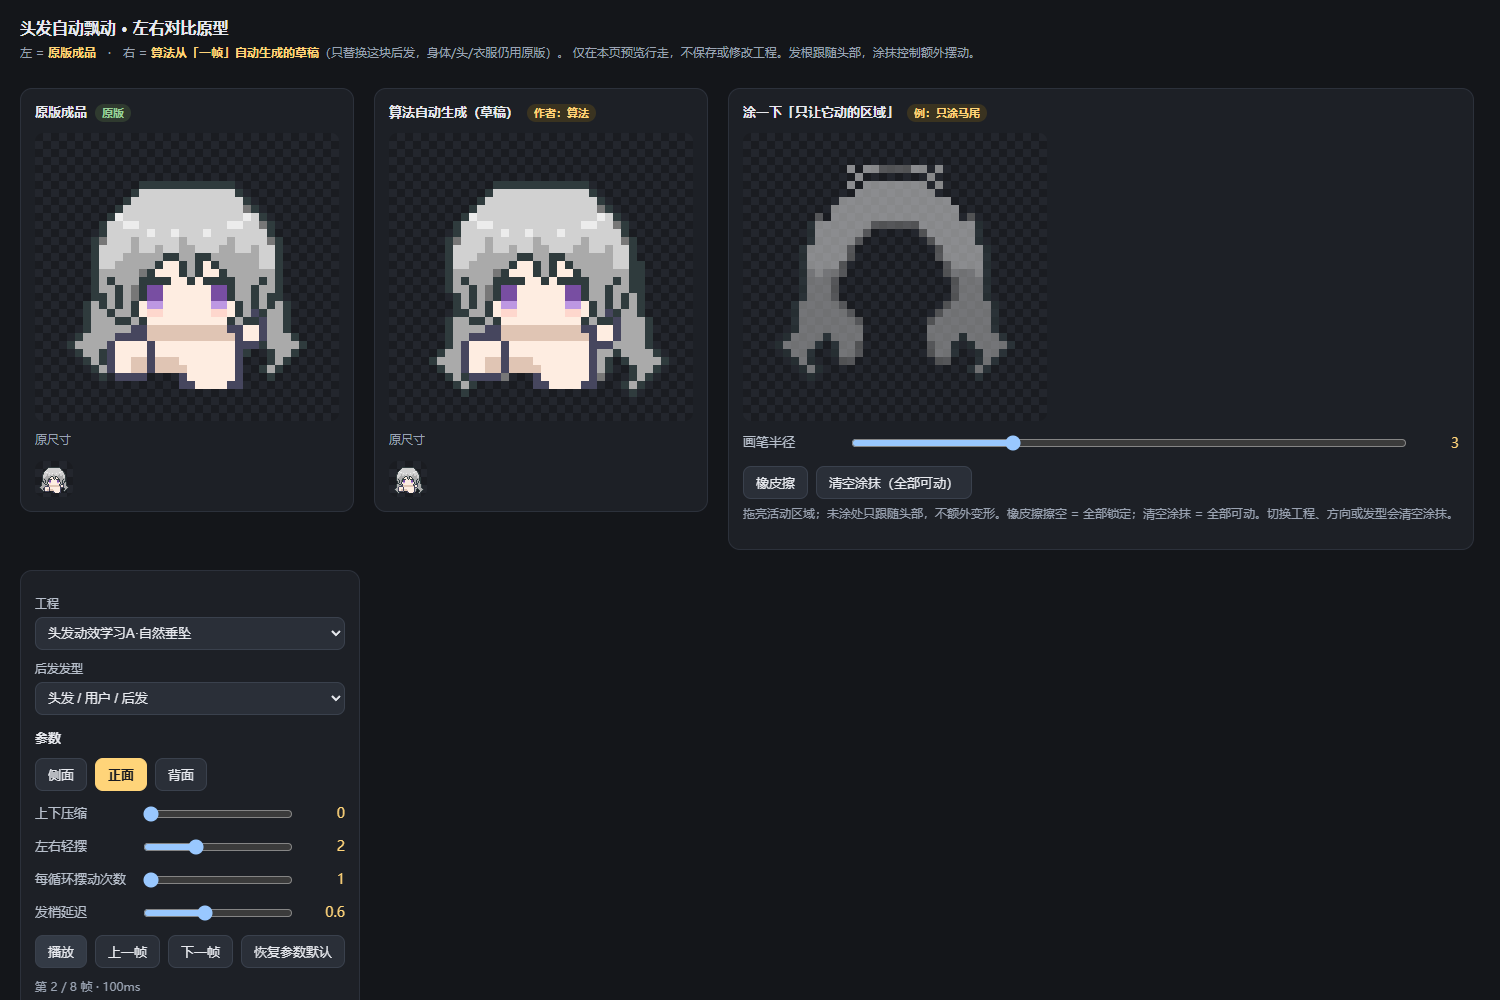 头发自动飘动 • 左右对比原型
左 = 原版成品 · 右 = 算法从「一帧」自动生成的草稿（只替换这块后发，身体/头/衣服仍用原版）。 仅在本页预览行走，不保存或修改工程。发根跟随头部，涂抹控制额外摆动。
原版成品 原版
原尺寸
算法自动生成（草稿） 作者：算法
原尺寸
涂一下「只让它动的区域」 例：只涂马尾
画笔半径 3
橡皮擦 清空涂抹（全部可动）
拖亮活动区域；未涂处只跟随头部，不额外变形。橡皮擦擦空 = 全部锁定；清空涂抹 = 全部可动。切换工程、方向或发型会清空涂抹。
工程
头发动效学习A·自然垂坠
后发发型
头发 / 用户 / 后发
参数
侧面 正面 背面
上下压缩 0
左右轻摆 2
每循环摆动次数 1
发梢延迟 0.6
播放 上一帧 下一帧 恢复参数默认
第 2 / 8 帧 · 100ms